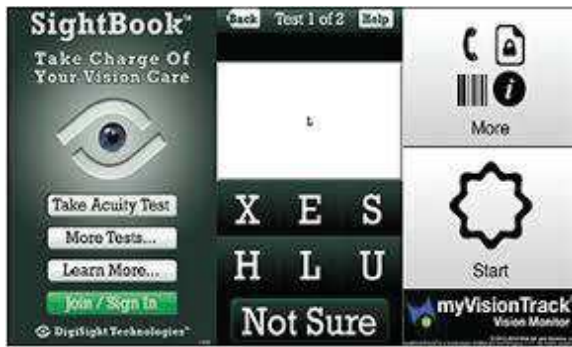 SightBook™
Take Charge Of
Your Vision Care
Take Acuity Test
More Tests...
Learn More...
Join / Sign In
DigiSight Technologies™
Back Test 1 of 2 Help
X E S
H L U
Not Sure
i
More
Start
myVisionTrack®
Vision Monitor